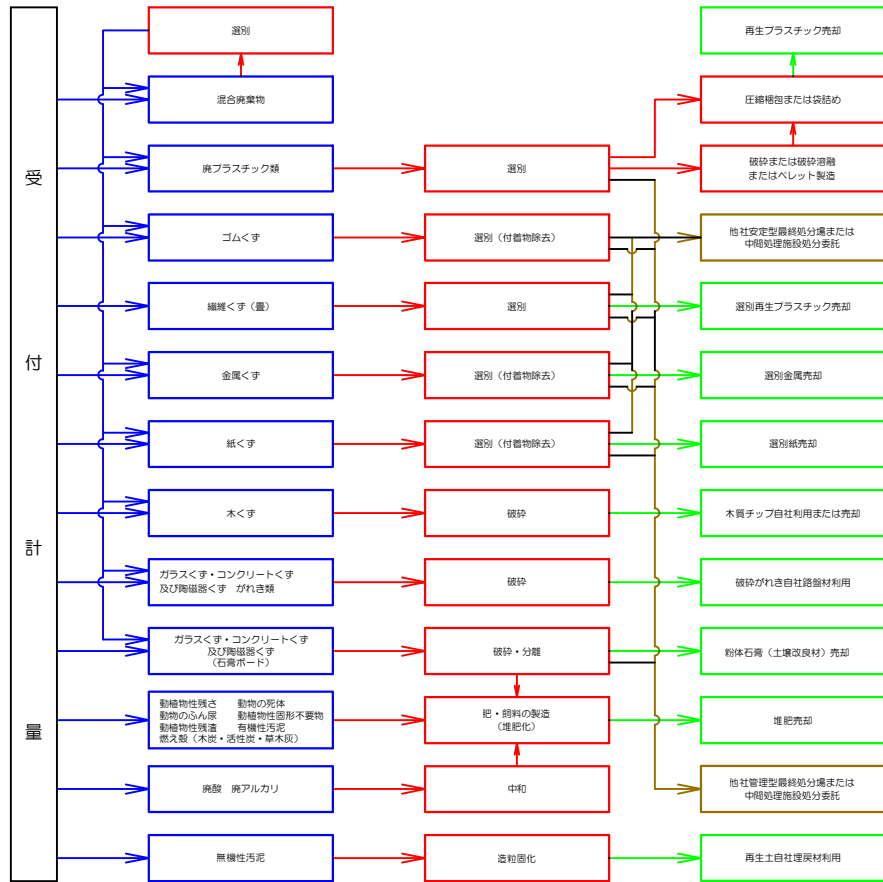 受
付
計
量
選別
再生プラスチック売却
混合廃棄物
圧縮梱包または袋詰め
廃プラスチック類
選別
破砕または破砕溶融
またはペレット製造
ゴムくず
選別（付着物除去）
他社安定型最終処分場または
中間処理施設処分委託
繊維くず（畳）
選別
選別再生プラスチック売却
金属くず
選別（付着物除去）
選別金属売却
紙くず
選別（付着物除去）
選別紙売却
木くず
破砕
木質チップ自社利用または売却
ガラスくず・コンクリートくず
及び陶磁器くず　がれき類
破砕
破砕がれき自社路盤材利用
ガラスくず・コンクリートくず
及び陶磁器くず
（石膏ボード）
破砕・分離
粉体石膏（土壌改良材）売却
動植物性残さ　　動物の死体
動物のふん尿　　動植物性固形不要物
動植物性残渣　　有機性汚泥
燃え殻（木炭・活性炭・草木灰）
肥・飼料の製造
（堆肥化）
堆肥売却
廃酸　廃アルカリ
中和
他社管理型最終処分場または
中間処理施設処分委託
無機性汚泥
造粒固化
再生土自社埋戻材利用